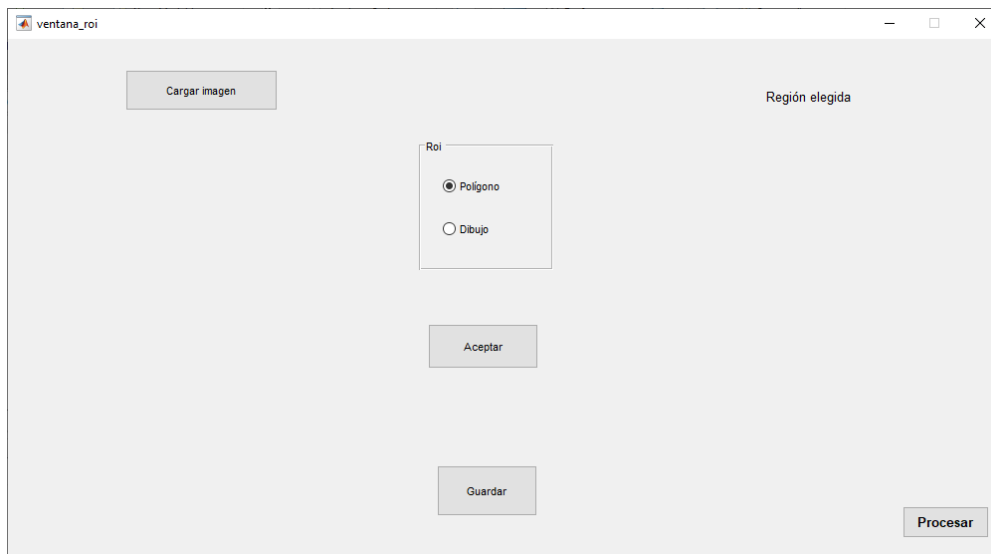 ventana_roi
Cargar imagen
Región elegida
Roi
Polígono
Dibujo
Aceptar
Guardar
Procesar